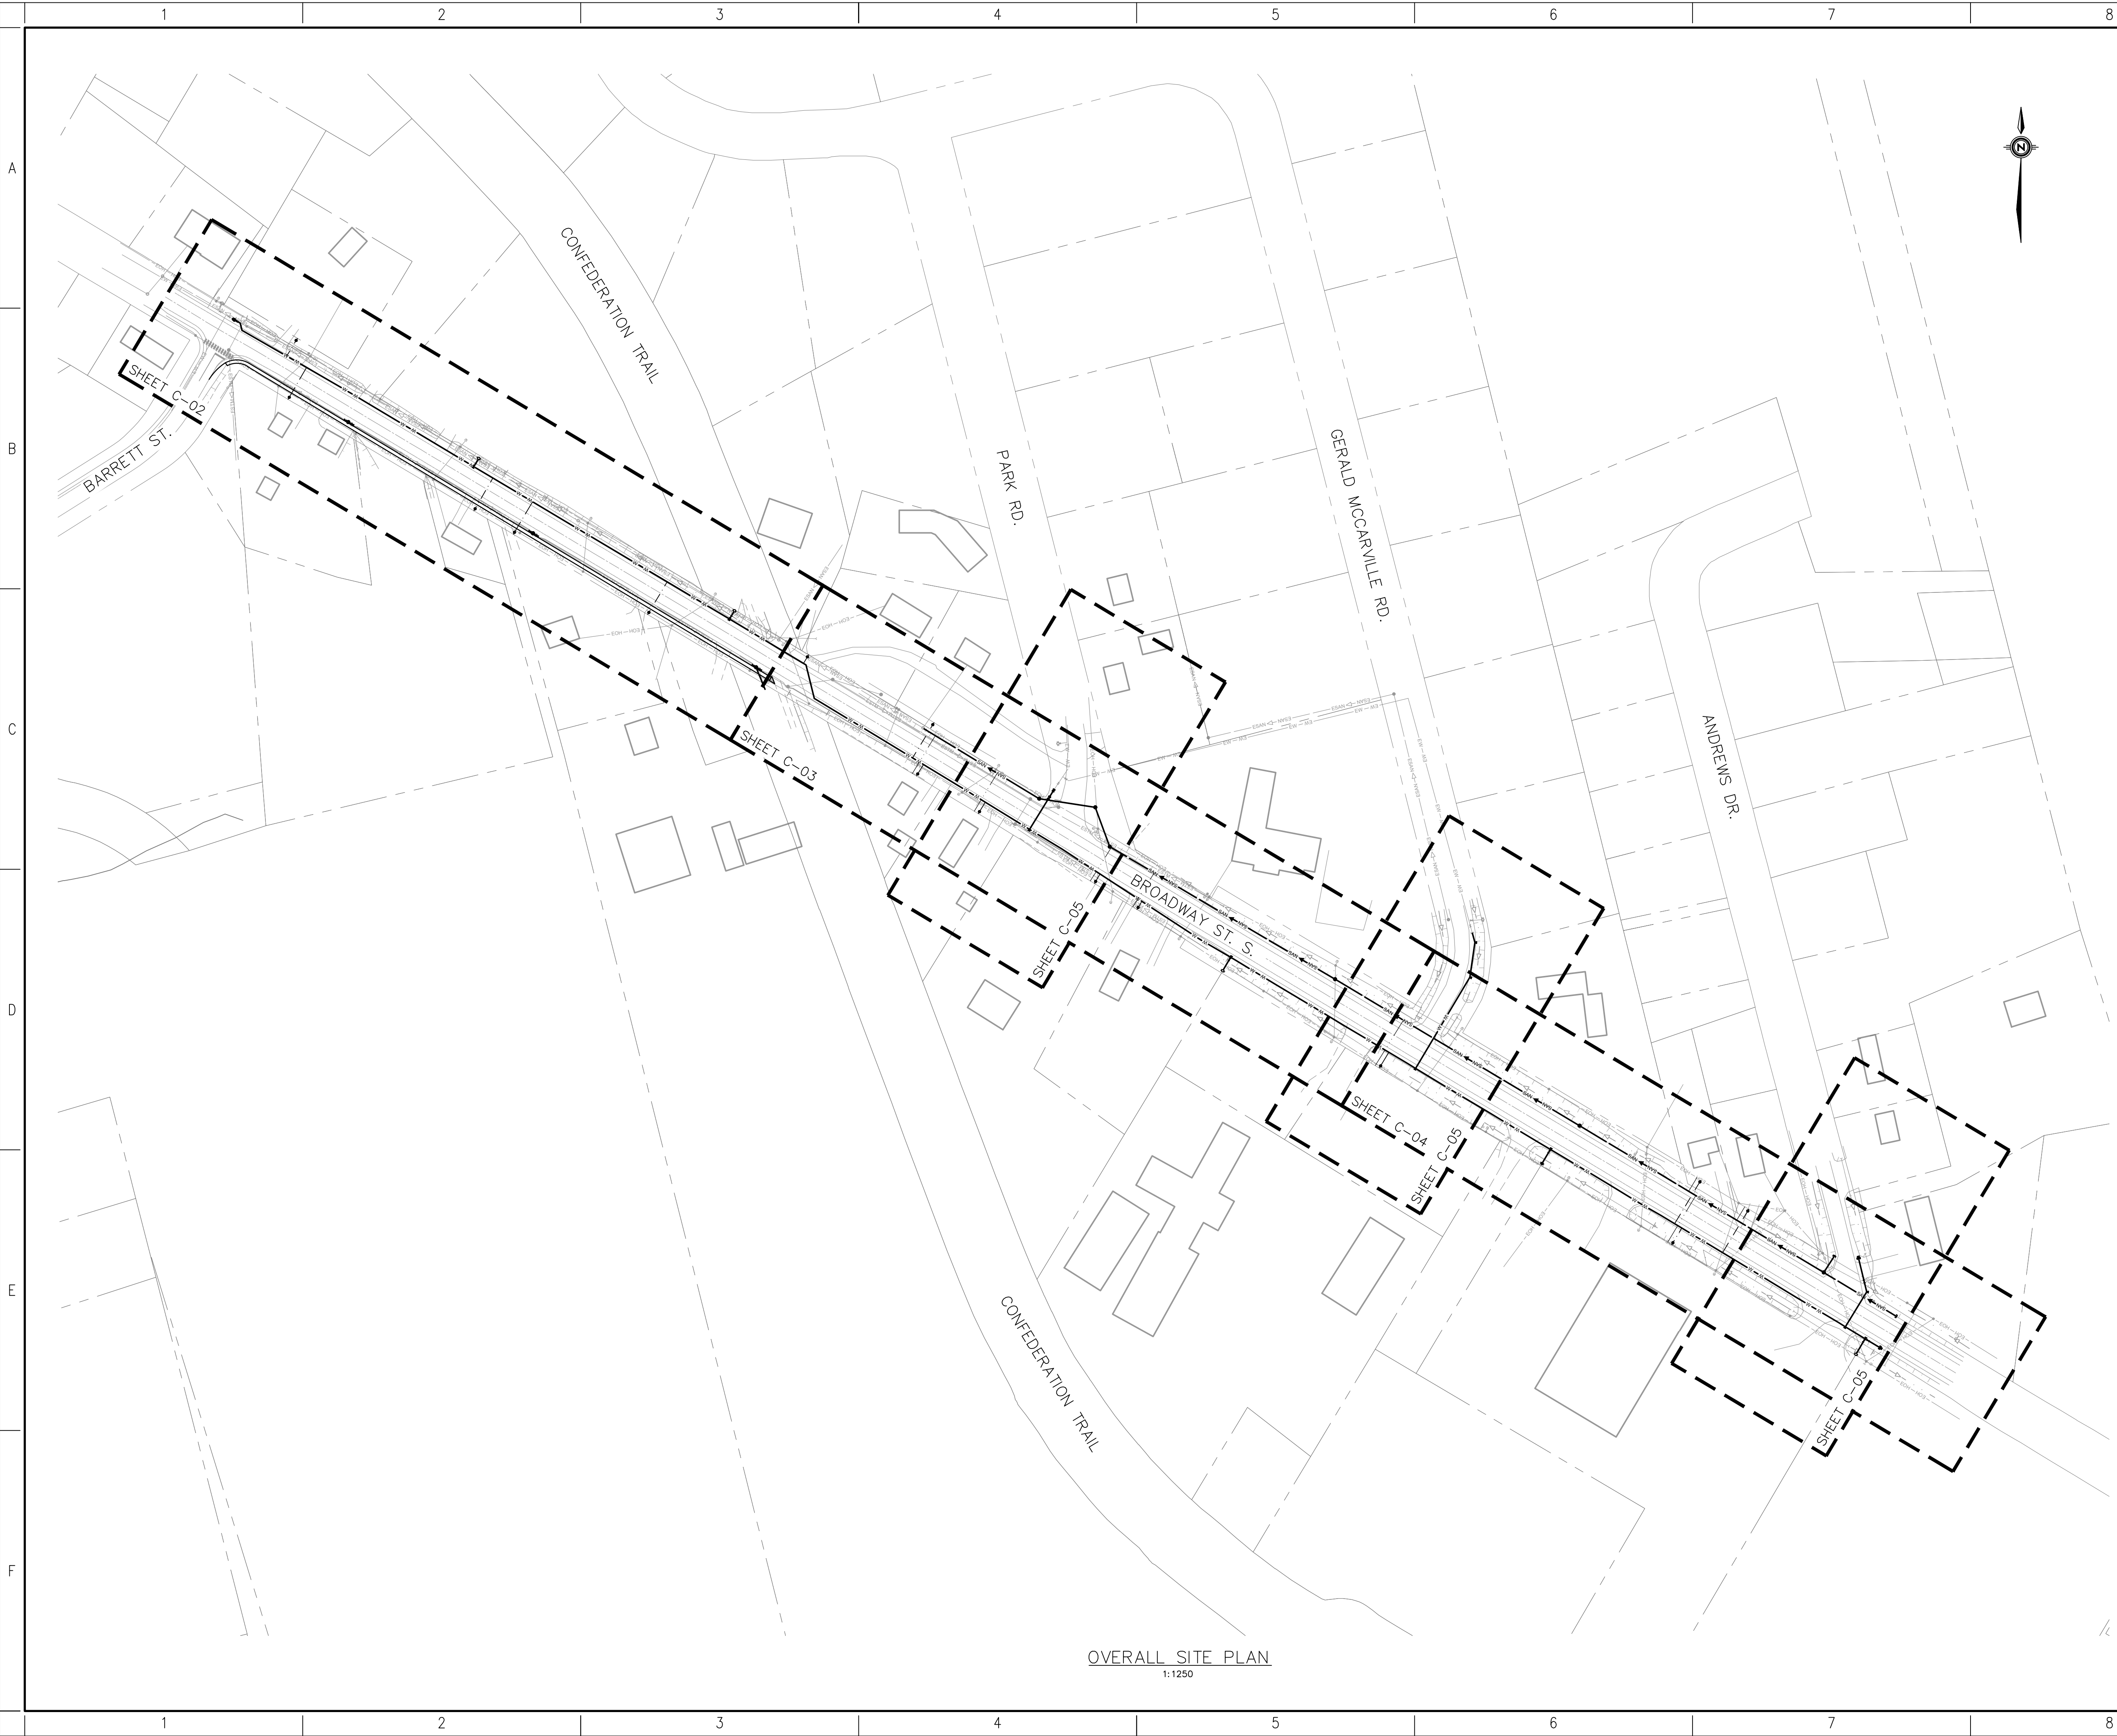 1 2 3 4 5 6 7 8
A
B
C
D
E
F
N
CONFEDERATION TRAIL
SHEET C-02
BARRETT ST.
PARK RD.
GERALD MCCARVILLE RD.
SHEET C-03
ANDREWS DR.
BROADWAY ST. S.
SHEET C-05
SHEET C-04
SHEET C-05
CONFEDERATION TRAIL
SHEET C-05
OVERALL SITE PLAN
1:1250
1 2 3 4 5 6 7 8